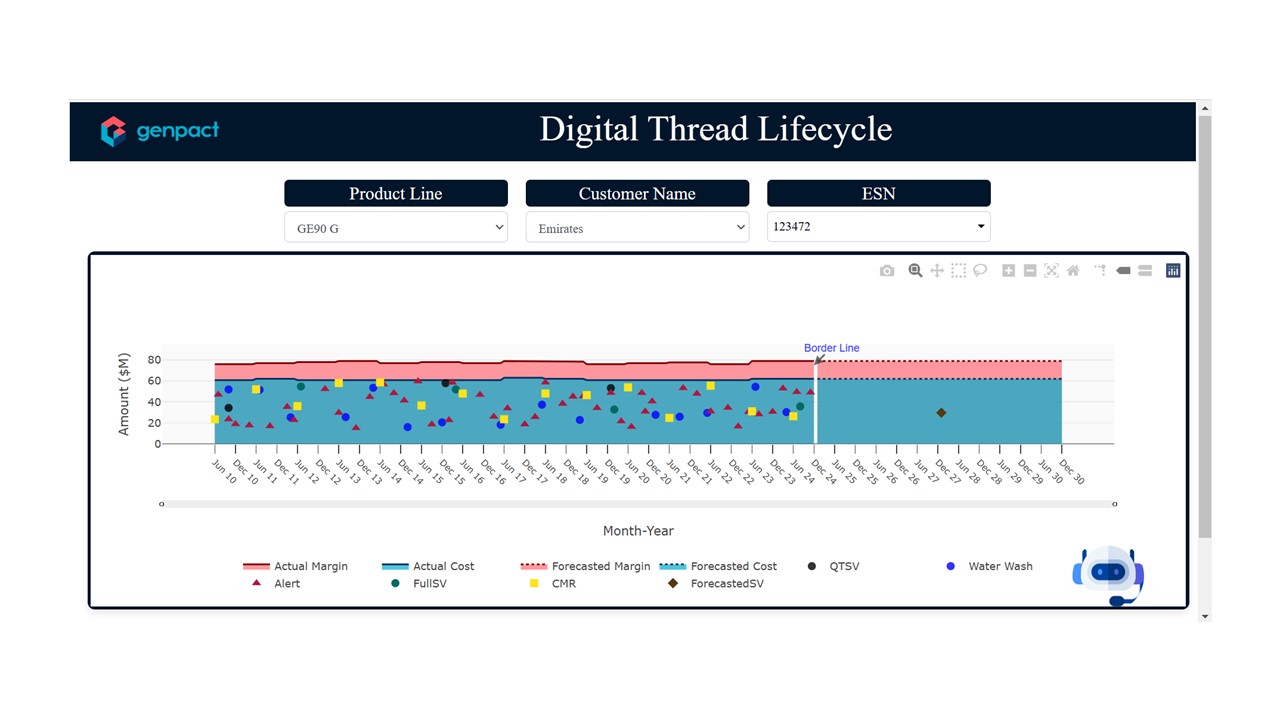 genpact
Digital Thread Lifecycle
Product Line
Customer Name
ESN
GE90 G
Emirates
123472
Border Line
Amount ($M)
80
60
40
20
0
Jun 10
Dec 10
Jun 11
Dec 11
Jun 12
Dec 12
Jun 13
Dec 13
Jun 14
Dec 14
Jun 15
Dec 15
Jun 16
Dec 16
Jun 17
Dec 17
Jun 18
Dec 18
Jun 19
Dec 19
Jun 20
Dec 20
Jun 21
Dec 21
Jun 22
Dec 22
Jun 23
Dec 23
Jun 24
Dec 24
Jun 25
Dec 25
Jun 26
Dec 26
Jun 27
Dec 27
Jun 28
Dec 28
Jun 29
Dec 29
Jun 30
Dec 30
Month-Year
Actual Margin
Actual Cost
Forecasted Margin
Forecasted Cost
QTSV
Water Wash
Alert
FullSV
CMR
ForecastedSV